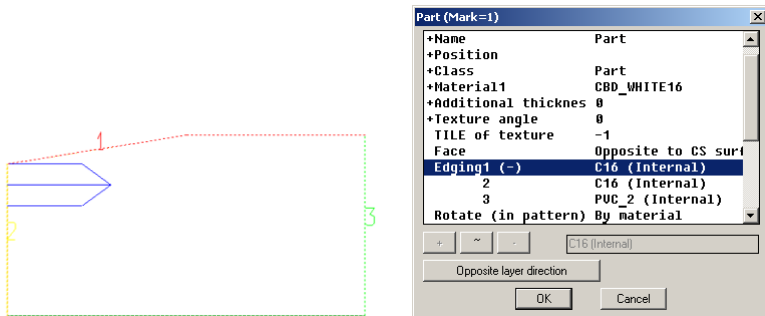 1
2
3
Part (Mark=1)
+Name Part
+Position
+Class Part
+Material1 CBD_WHITE16
+Additional thicknes 0
+Texture angle 0
TILE of texture -1
Face Opposite to CS surf
Edging1 (-) C16 (Internal)
2 C16 (Internal)
3 PVC_2 (Internal)
Rotate (in pattern) By material
+ ~ - C16 (Internal)
Opposite layer direction
OK Cancel